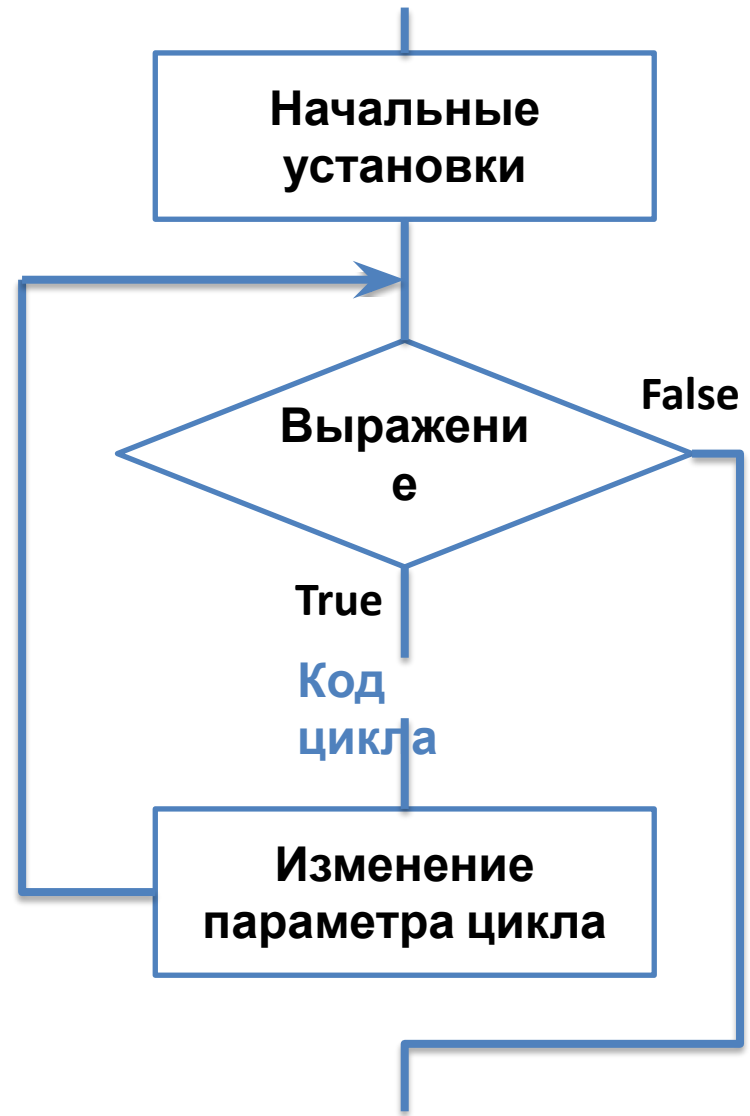 Начальные
установки
False
Выражени
е
True
Код
цикла
Изменение
параметра цикла